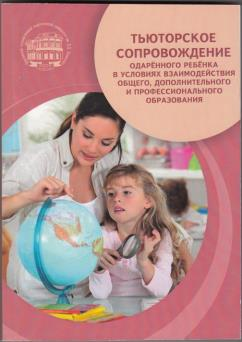 ТЬЮТОРСКОЕ
СОПРОВОЖДЕНИЕ
ОДАРЁННОГО РЕБЁНКА
В УСЛОВИЯХ ВЗАИМОДЕЙСТВИЯ
ОБЩЕГО, ДОПОЛНИТЕЛЬНОГО
И ПРОФЕССИОНАЛЬНОГО
ОБРАЗОВАНИЯ